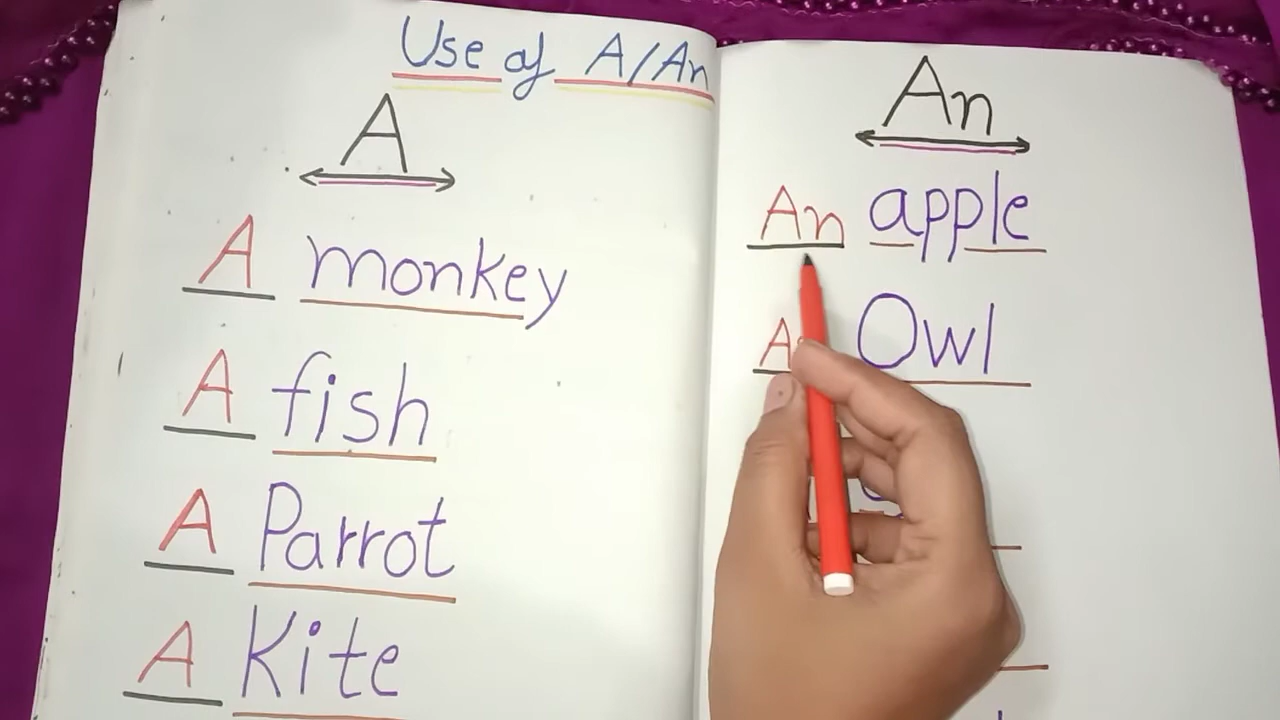 Use of A/An
A
A monkey
A fish
A Parrot
A Kite
An
An apple
Owl